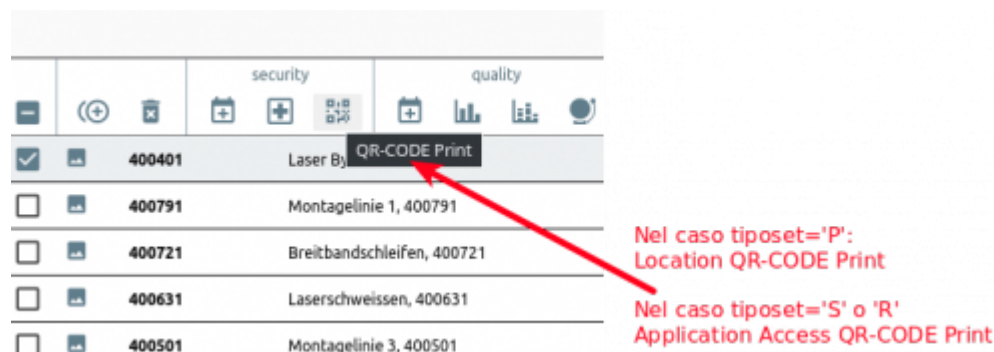 security quality
400401 Laser By
QR-CODE Print
400791 Montagelinie 1, 400791
400721 Breitbandschleifen, 400721
400631 Laserschweissen, 400631
400501 Montagelinie 3, 400501
Nel caso tiposet='P':
Location QR-CODE Print
Nel caso tiposet='S' o 'R'
Application Access QR-CODE Print